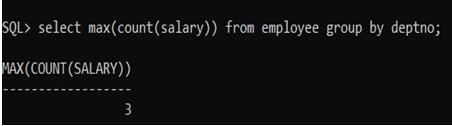 SQL> select max(count(salary)) from employee group by deptno;
MAX(COUNT(SALARY))
------------------
3